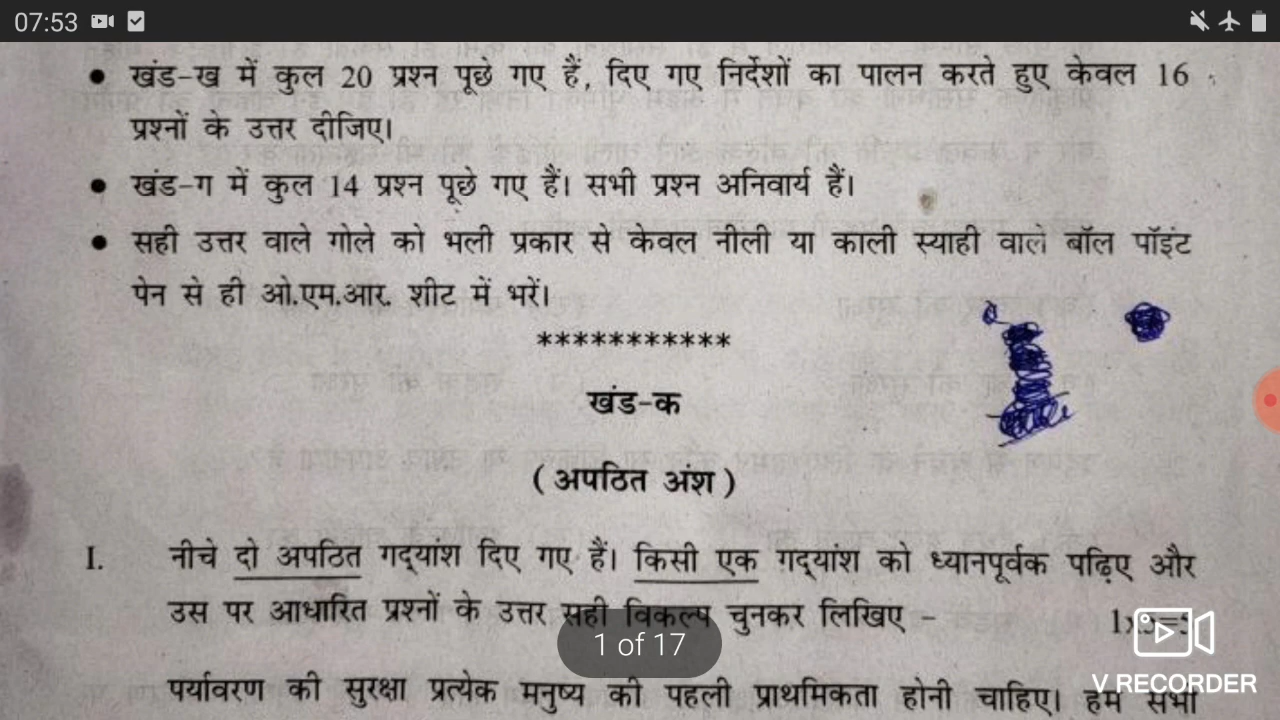 07:53
• खंड-ख में कुल 20 प्रश्न पूछे गए हैं, दिए गए निर्देशों का पालन करते हुए केवल 16
प्रश्नों के उत्तर दीजिए।
• खंड-ग में कुल 14 प्रश्न पूछे गए हैं। सभी प्रश्न अनिवार्य हैं।
• सही उत्तर वाले गोले को भली प्रकार से केवल नीली या काली स्याही वाले बॉल पॉइंट
पेन से ही ओ.एम.आर. शीट में भरें।
***********
खंड-क
( अपठित अंश )
I. नीचे दो अपठित गद्यांश दिए गए हैं। किसी एक गद्यांश को ध्यानपूर्वक पढ़िए और
उस पर आधारित प्रश्नों के उत्तर सही विकल्प चुनकर लिखिए -
1 of 17
V RECORDER
पर्यावरण की सुरक्षा प्रत्येक मनुष्य की पहली प्राथमिकता होनी चाहिए। हम सभी